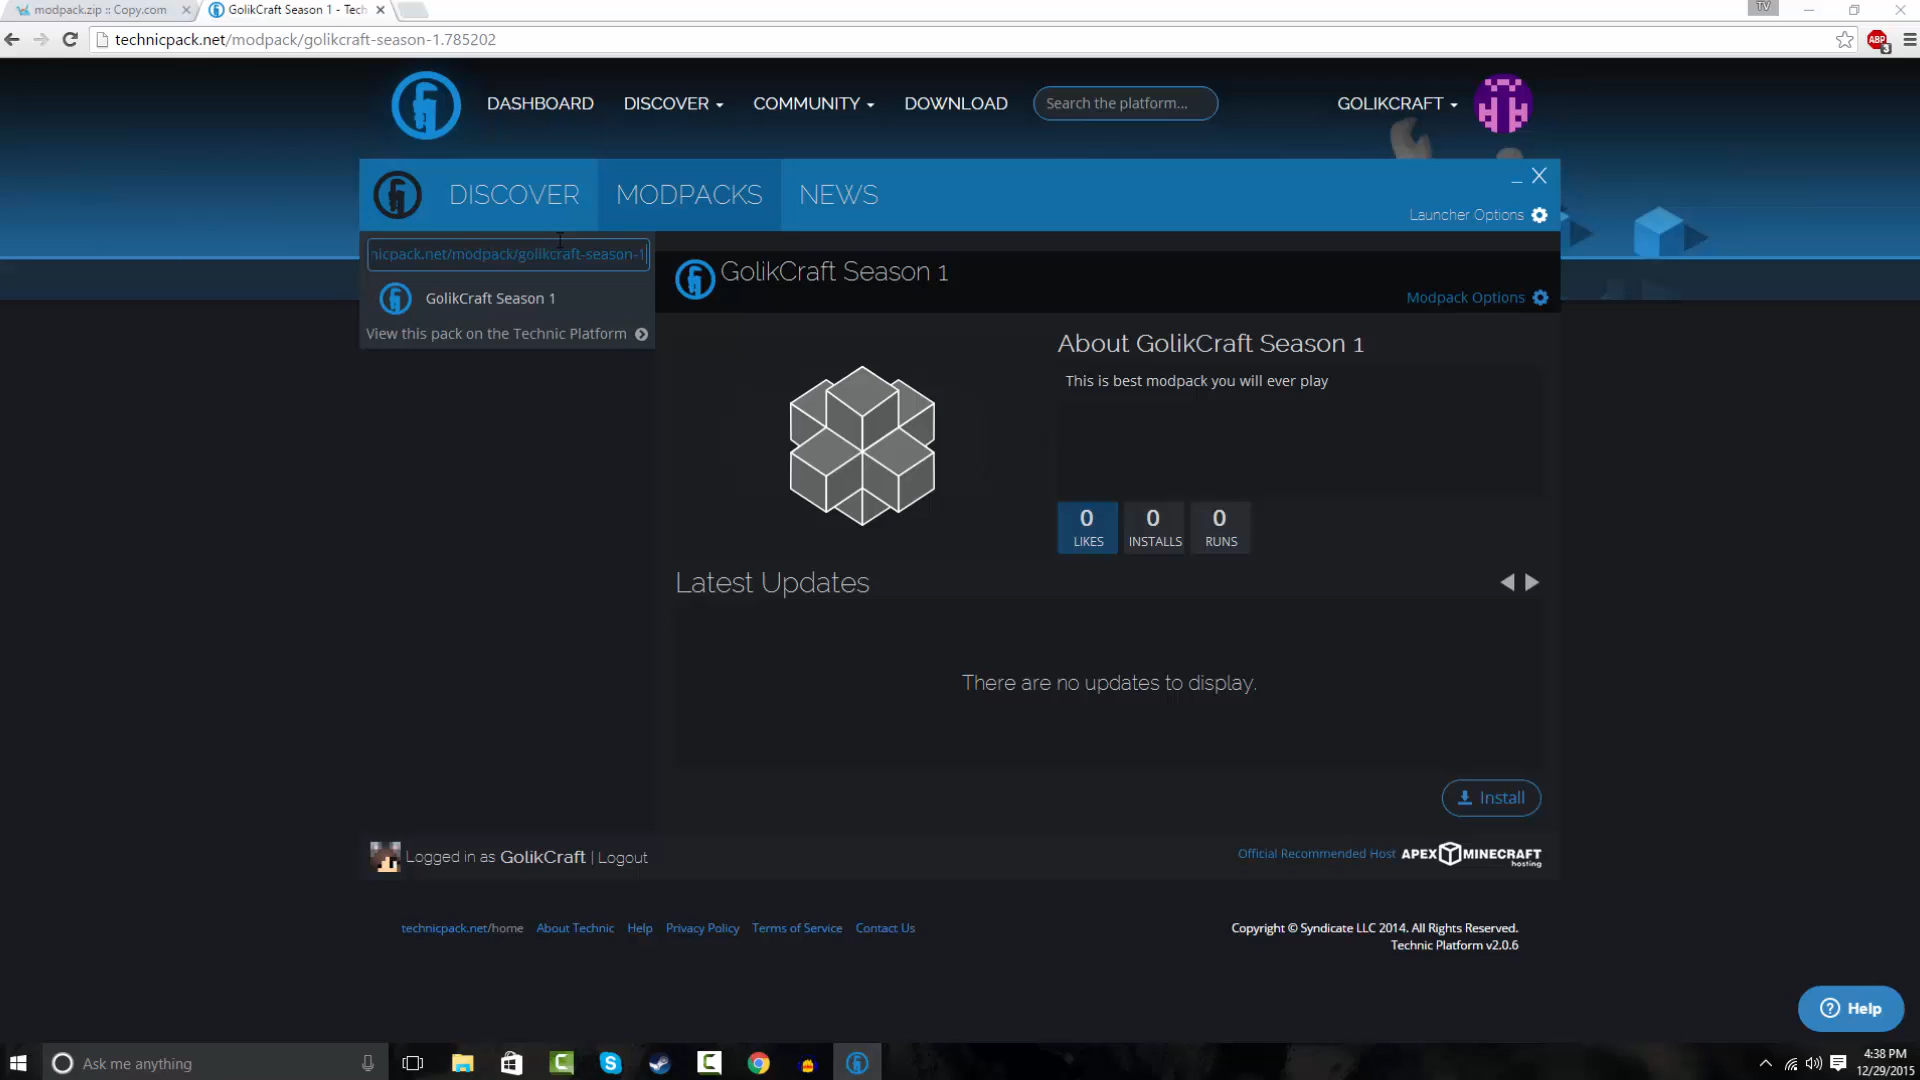 modpack.zip :: Copy.com
GolikCraft Season 1 - Tech
TV
technicpack.net/modpack/golikcraft-season-1.785202
ABP
3
DASHBOARD
DISCOVER
COMMUNITY
DOWNLOAD
Search the platform...
GOLIKCRAFT
DISCOVER
MODPACKS
NEWS
Launcher Options
nicpack.net/modpack/golikcraft-season-1
GolikCraft Season 1
View this pack on the Technic Platform
GolikCraft Season 1
Modpack Options
About GolikCraft Season 1
This is best modpack you will ever play
0 LIKES
0 INSTALLS
0 RUNS
Latest Updates
There are no updates to display.
Install
Logged in as GolikCraft | Logout
Official Recommended Host APEX MINECRAFT hosting
technicpack.net/home About Technic Help Privacy Policy Terms of Service Contact Us
Copyright © Syndicate LLC 2014. All Rights Reserved.
Technic Platform v2.0.6
Help
Ask me anything
4:38 PM
12/29/2015